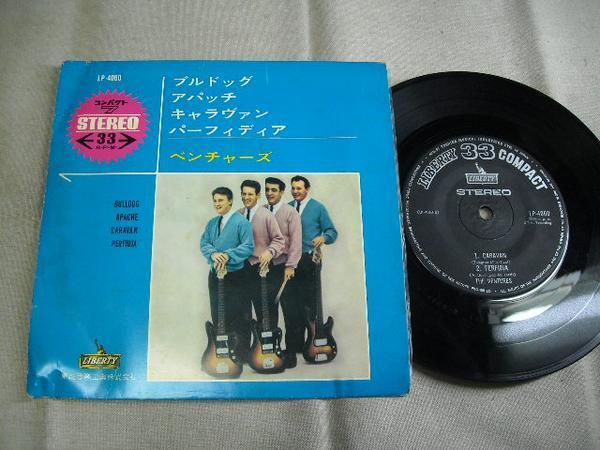 LP-4060
コンパクト
STEREO
33
R・P・M
ブルドッグ
アパッチ
キャラヴァン
パーフィディア
ベンチャーズ
BULLDOG
APACHE
CARAVAN
PERFIDIA
LIBERTY
LIBERTY 33 COMPACT
LIBERTY
STEREO
LP-4060
1. CARAVAN
2. PERFIDIA
THE VENTURES